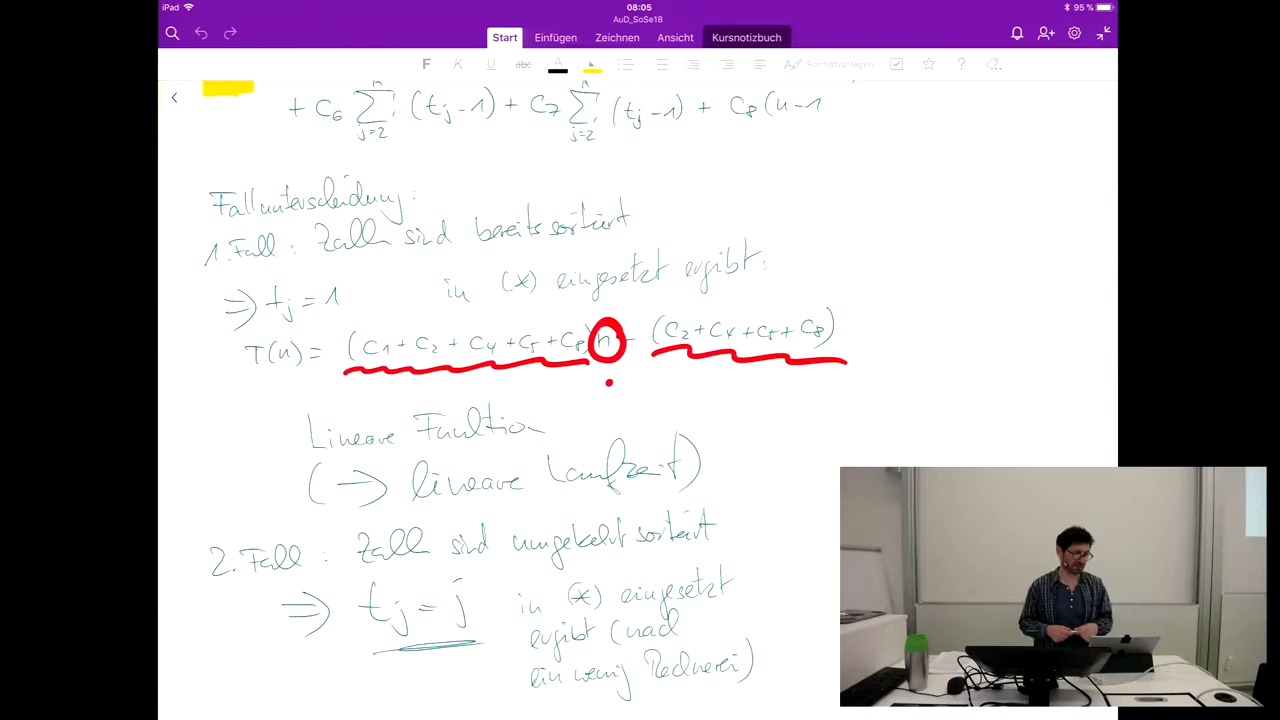 iPad 08:05 95 %
AuD_SoSe18
Start Einfügen Zeichnen Ansicht Kursnotizbuch
F K U abc A A Formatvorlagen ?
+ C6 ∑ j=2 n (tj - 1) + C7 ∑ j=2 n (tj - 1) + C8 (n - 1
Fallunterscheidung:
1. Fall : Zahlen sind bereits sortiert
⇒ tj = 1 in (*) eingesetzt ergibt:
T(n) = (C1 + C2 + C4 + C5 + C8) n - (C2 + C4 + C5 + C8)
Lineare Funktion
(→ lineare Laufzeit)
2. Fall : Zahlen sind umgekehrt sortiert
⇒ tj = j in (*) eingesetzt
ergibt (nach
ein wenig Rechnerei)